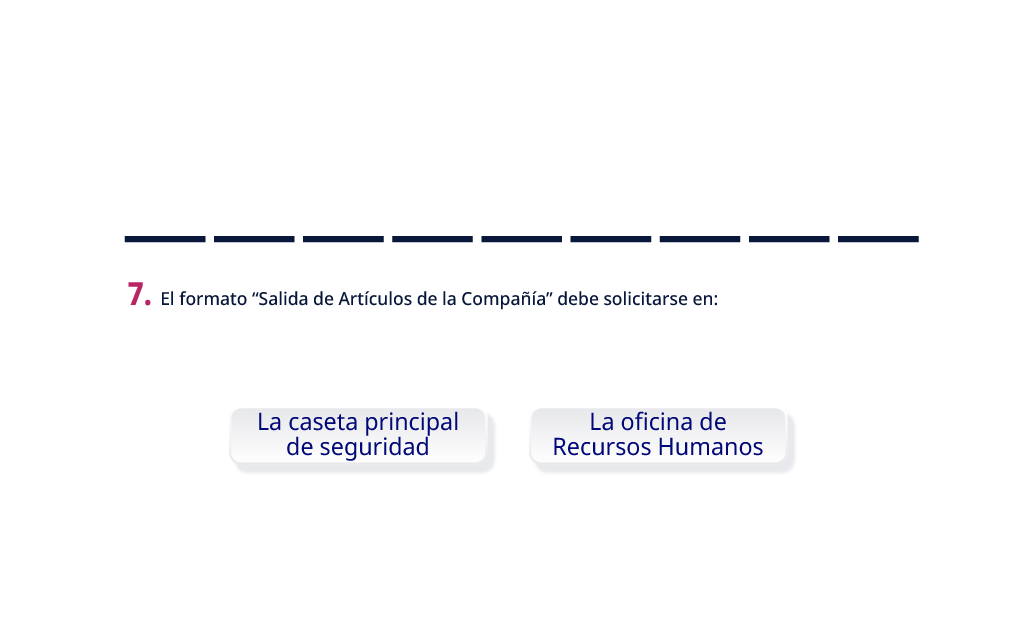 7. El formato “Salida de Artículos de la Compañía” debe solicitarse en:
La caseta principal
de seguridad
La oficina de
Recursos Humanos